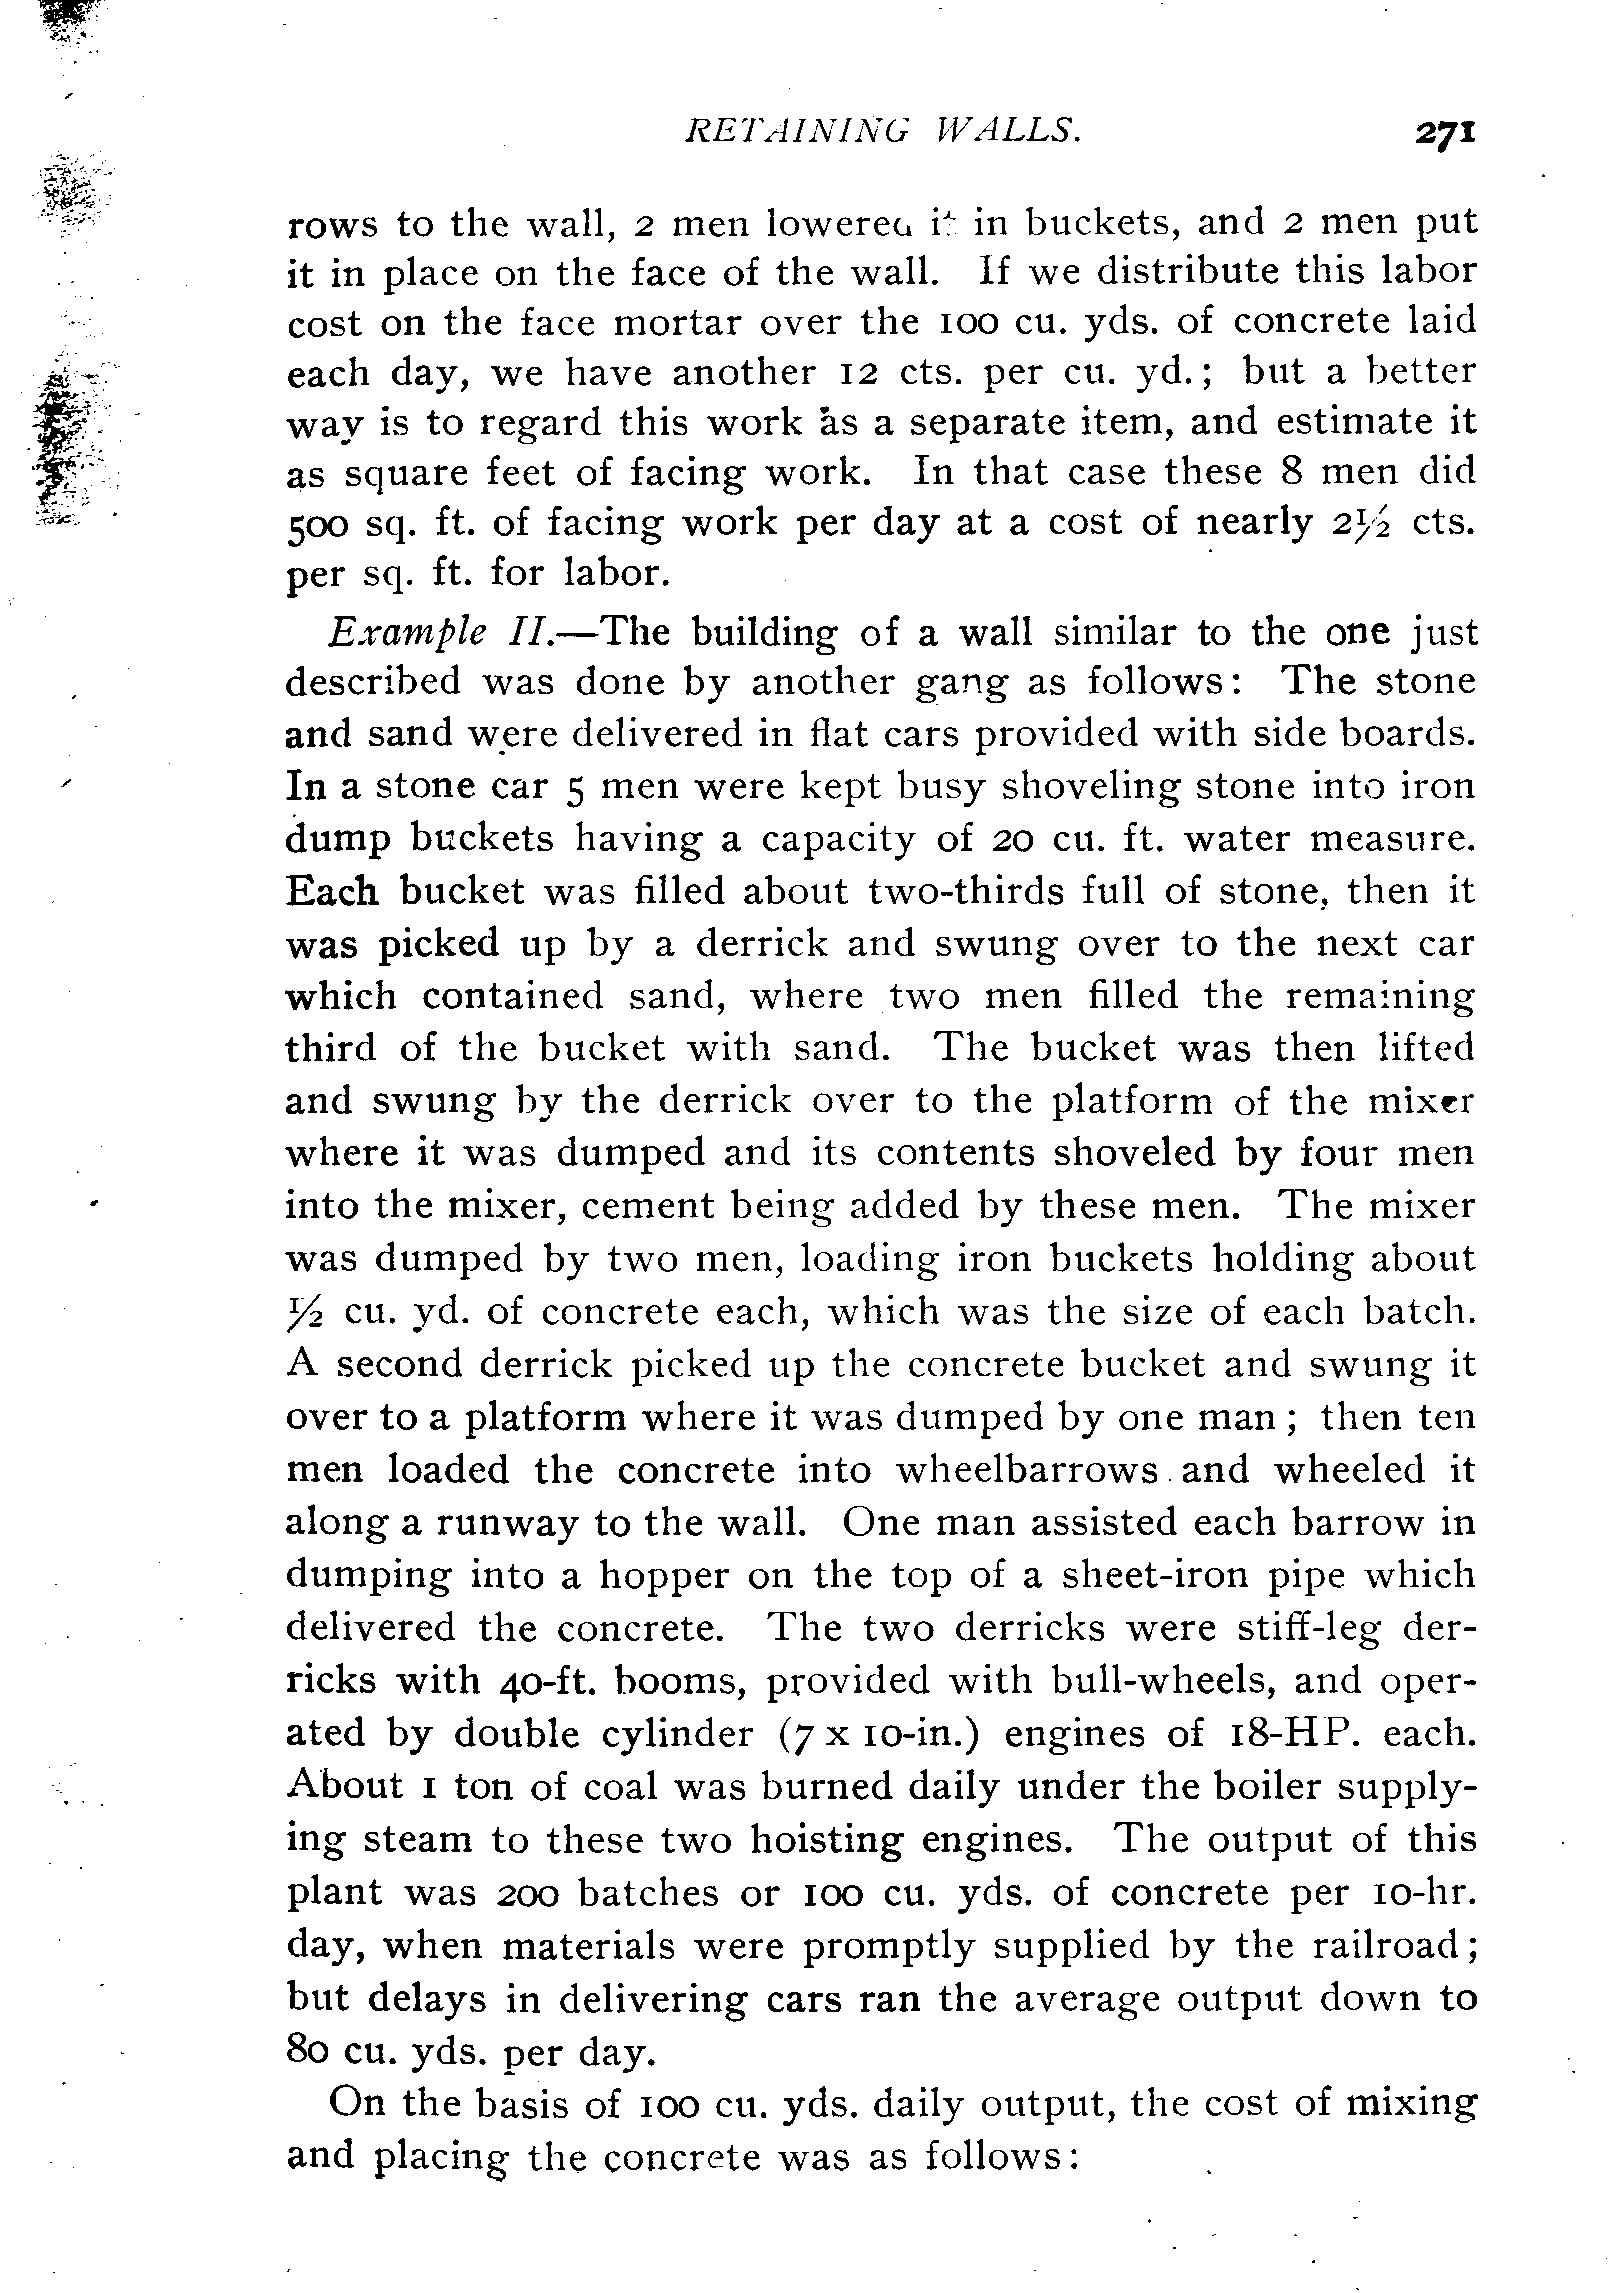 RETAINING WALLS. 271
rows to the wall, 2 men lowered it in buckets, and 2 men put
it in place on the face of the wall. If we distribute this labor
cost on the face mortar over the 100 cu. yds. of concrete laid
each day, we have another 12 cts. per cu. yd.; but a better
way is to regard this work as a separate item, and estimate it
as square feet of facing work. In that case these 8 men did
500 sq. ft. of facing work per day at a cost of nearly 2½ cts.
per sq. ft. for labor.
Example II.—The building of a wall similar to the one just
described was done by another gang as follows: The stone
and sand were delivered in flat cars provided with side boards.
In a stone car 5 men were kept busy shoveling stone into iron
dump buckets having a capacity of 20 cu. ft. water measure.
Each bucket was filled about two-thirds full of stone, then it
was picked up by a derrick and swung over to the next car
which contained sand, where two men filled the remaining
third of the bucket with sand. The bucket was then lifted
and swung by the derrick over to the platform of the mixer
where it was dumped and its contents shoveled by four men
into the mixer, cement being added by these men. The mixer
was dumped by two men, loading iron buckets holding about
½ cu. yd. of concrete each, which was the size of each batch.
A second derrick picked up the concrete bucket and swung it
over to a platform where it was dumped by one man; then ten
men loaded the concrete into wheelbarrows and wheeled it
along a runway to the wall. One man assisted each barrow in
dumping into a hopper on the top of a sheet-iron pipe which
delivered the concrete. The two derricks were stiff-leg der-
ricks with 40-ft. booms, provided with bull-wheels, and oper-
ated by double cylinder (7 x 10-in.) engines of 18-HP. each.
About 1 ton of coal was burned daily under the boiler supply-
ing steam to these two hoisting engines. The output of this
plant was 200 batches or 100 cu. yds. of concrete per 10-hr.
day, when materials were promptly supplied by the railroad;
but delays in delivering cars ran the average output down to
80 cu. yds. per day.
On the basis of 100 cu. yds. daily output, the cost of mixing
and placing the concrete was as follows: